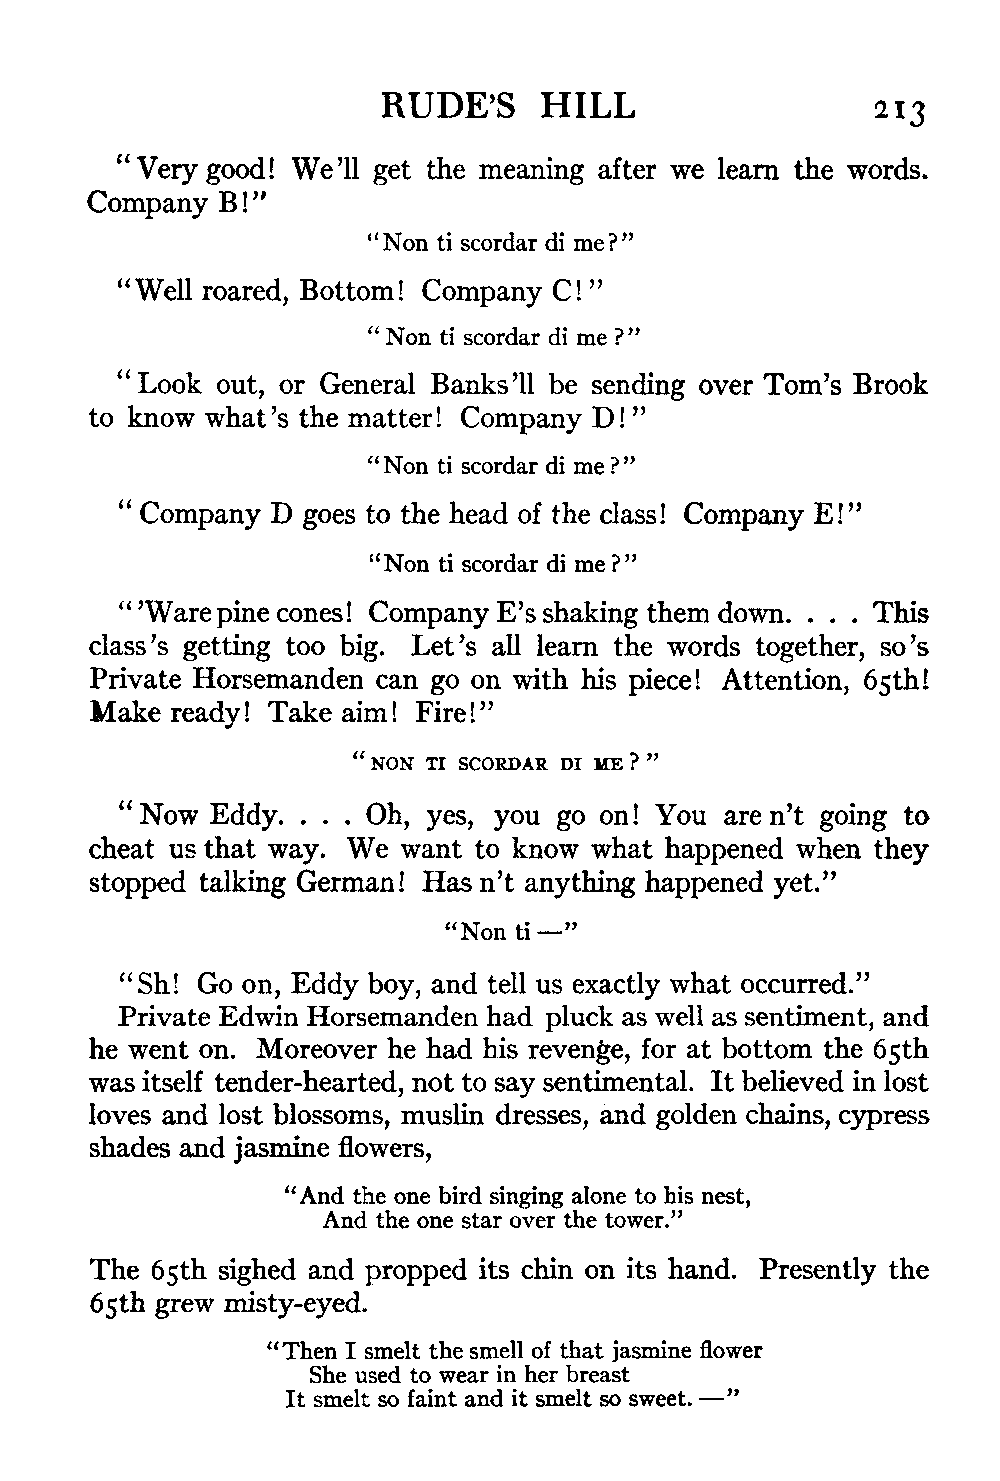 RUDE'S HILL 213
"Very good! We'll get the meaning after we learn the words.
Company B!"
"Non ti scordar di me?"
"Well roared, Bottom! Company C!"
"Non ti scordar di me?"
"Look out, or General Banks'll be sending over Tom's Brook
to know what's the matter! Company D!"
"Non ti scordar di me?"
"Company D goes to the head of the class! Company E!"
"Non ti scordar di me?"
"'Ware pine cones! Company E's shaking them down. . . . This
class's getting too big. Let's all learn the words together, so's
Private Horsemanden can go on with his piece! Attention, 65th!
Make ready! Take aim! Fire!"
"NON TI SCORDAR DI ME?"
"Now Eddy. . . . Oh, yes, you go on! You are n't going to
cheat us that way. We want to know what happened when they
stopped talking German! Has n't anything happened yet."
"Non ti —"
"Sh! Go on, Eddy boy, and tell us exactly what occurred."
Private Edwin Horsemanden had pluck as well as sentiment, and
he went on. Moreover he had his revenge, for at bottom the 65th
was itself tender-hearted, not to say sentimental. It believed in lost
loves and lost blossoms, muslin dresses, and golden chains, cypress
shades and jasmine flowers,
"And the one bird singing alone to his nest,
And the one star over the tower."
The 65th sighed and propped its chin on its hand. Presently the
65th grew misty-eyed.
"Then I smelt the smell of that jasmine flower
She used to wear in her breast
It smelt so faint and it smelt so sweet. —"